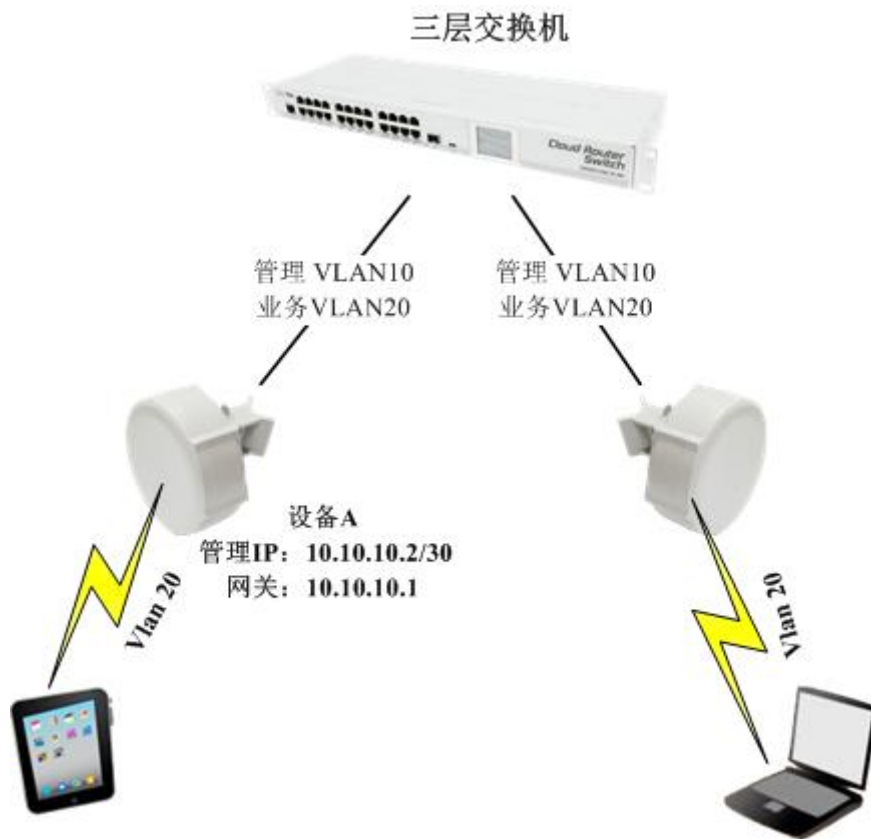 三层交换机
Cloud Router
Switch
管理 VLAN10
业务VLAN20
管理 VLAN10
业务VLAN20
设备A
管理IP：10.10.10.2/30
网关：10.10.10.1
Vlan 20
Vlan 20